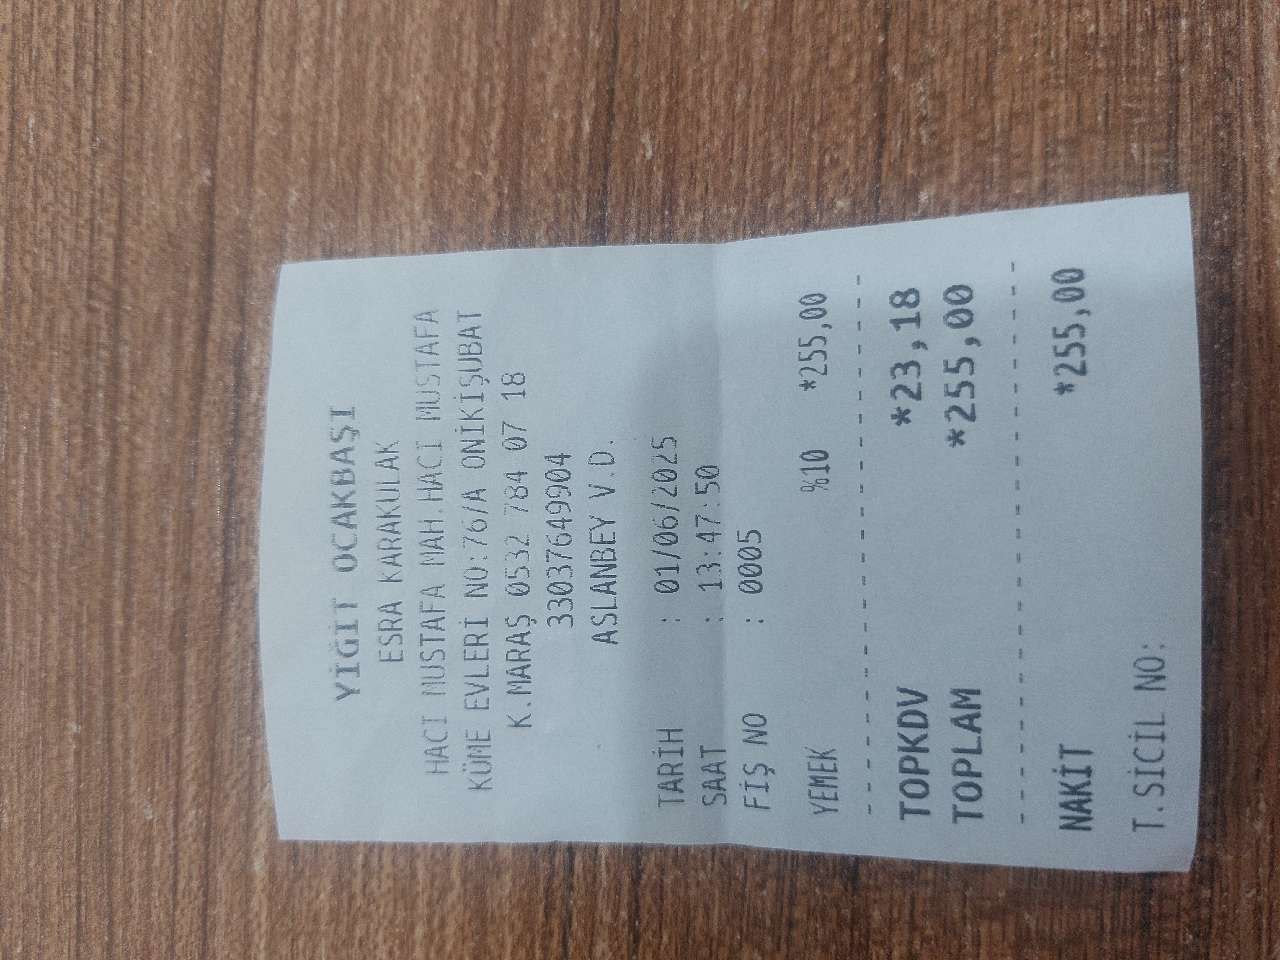 YİĞİT OCAKBAŞI
ESRA KARAKULAK
HACI MUSTAFA MAH.HACI MUSTAFA
KÜME EVLERİ NO:76/A ONİKİŞUBAT
K.MARAŞ 0532 784 07 18
33037649904
ASLANBEY V.D.
TARİH : 01/06/2025
SAAT : 13:47:50
FİŞ NO : 0005
YEMEK %10 *255,00
TOPKDV *23,18
TOPLAM *255,00
NAKİT *255,00
T.SİCİL NO: